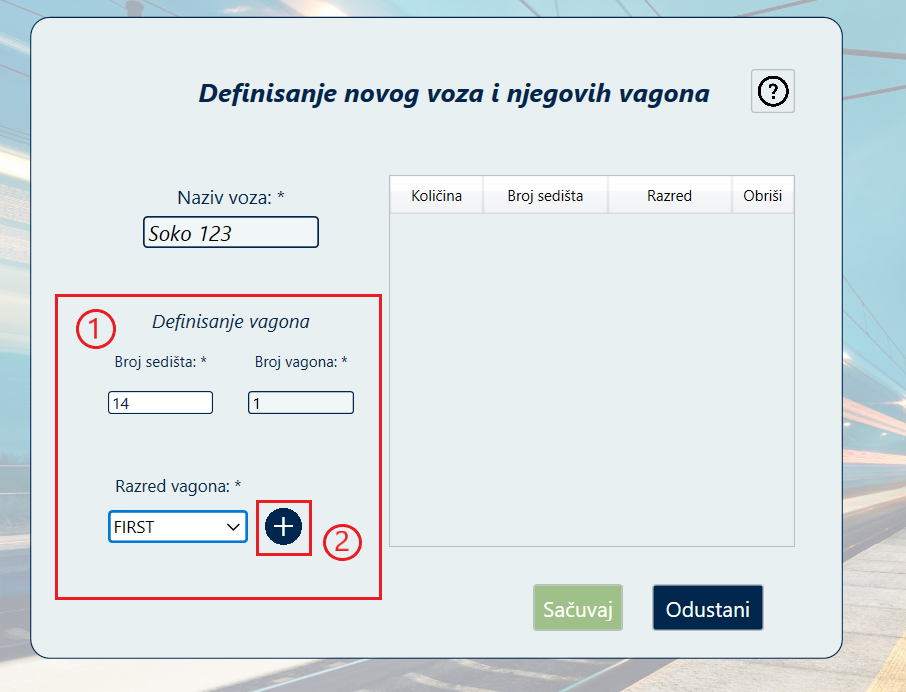 Definisanje novog voza i njegovih vagona
?
Naziv voza: *
Soko 123
Količina Broj sedišta Razred Obriši
1
Definisanje vagona
Broj sedišta: * Broj vagona: *
14 1
Razred vagona: *
FIRST
+
2
Sačuvaj Odustani